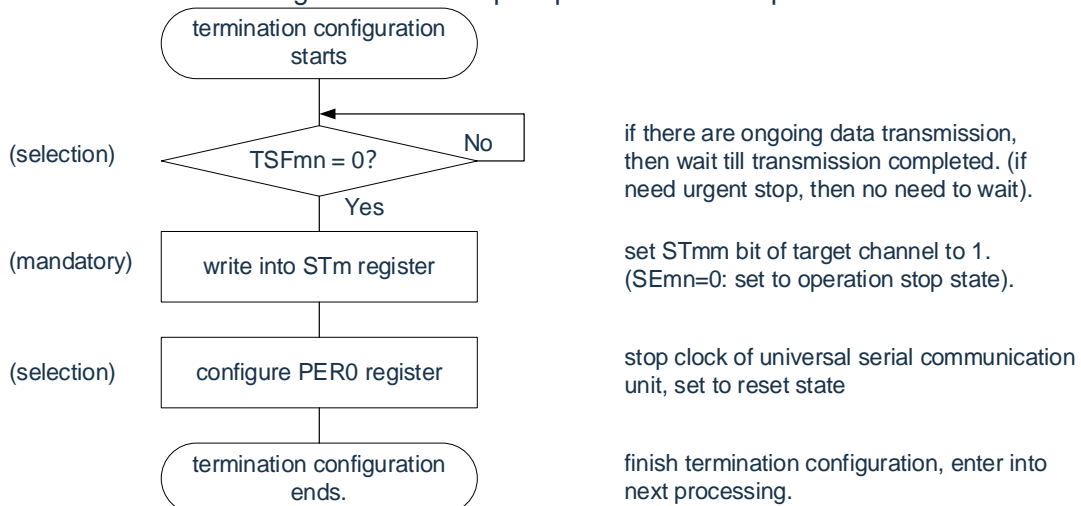 termination configuration
starts
(selection)
TSFmn = 0?
No
if there are ongoing data transmission,
then wait till transmission completed. (if
need urgent stop, then no need to wait).
Yes
(mandatory)
write into STm register
set STmm bit of target channel to 1.
(SEmn=0: set to operation stop state).
(selection)
configure PER0 register
stop clock of universal serial communication
unit, set to reset state
termination configuration
ends.
finish termination configuration, enter into
next processing.